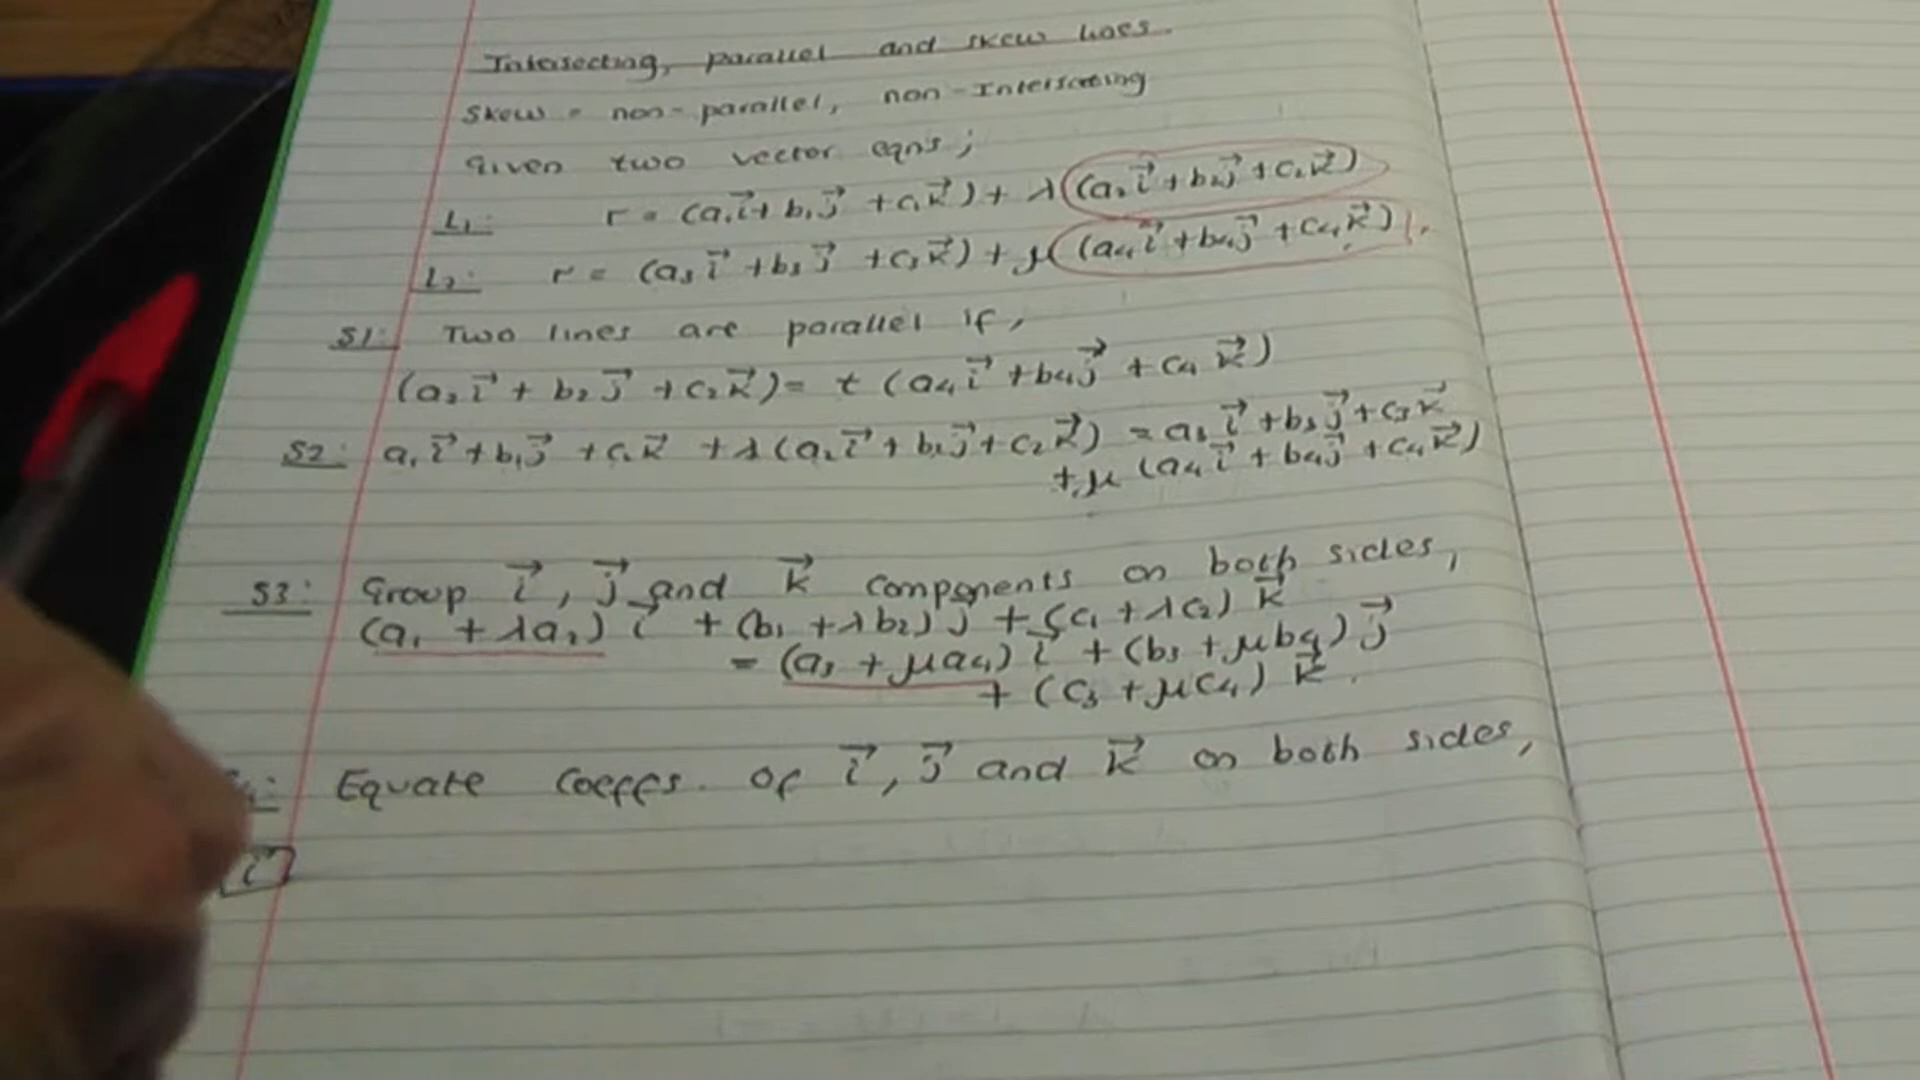 Intersecting, parallel and skew lines.
Skew = non-parallel, non-Intersecting
Given two vector eqns;
L₁: r = (a₁i⃗ + b₁j⃗ + c₁k⃗) + λ(a₂i⃗ + b₂j⃗ + c₂k⃗)
L₂: r = (a₃i⃗ + b₃j⃗ + c₃k⃗) + μ(a₄i⃗ + b₄j⃗ + c₄k⃗).
S1: Two lines are parallel if,
(a₂i⃗ + b₂j⃗ + c₂k⃗) = t (a₄i⃗ + b₄j⃗ + c₄k⃗)
S2: a₁i⃗ + b₁j⃗ + c₁k⃗ + λ(a₂i⃗ + b₂j⃗ + c₂k⃗) = a₃i⃗ + b₃j⃗ + c₃k⃗
+ μ(a₄i⃗ + b₄j⃗ + c₄k⃗)
S3: Group i⃗, j⃗ and k⃗ components on both sides,
(a₁ + λa₂) i⃗ + (b₁ + λb₂) j⃗ + (c₁ + λc₂) k⃗
= (a₃ + μa₄) i⃗ + (b₃ + μb₄) j⃗
+ (c₃ + μc₄) k⃗.
Equate coeffs. of i⃗, j⃗ and k⃗ on both sides,
i⃗